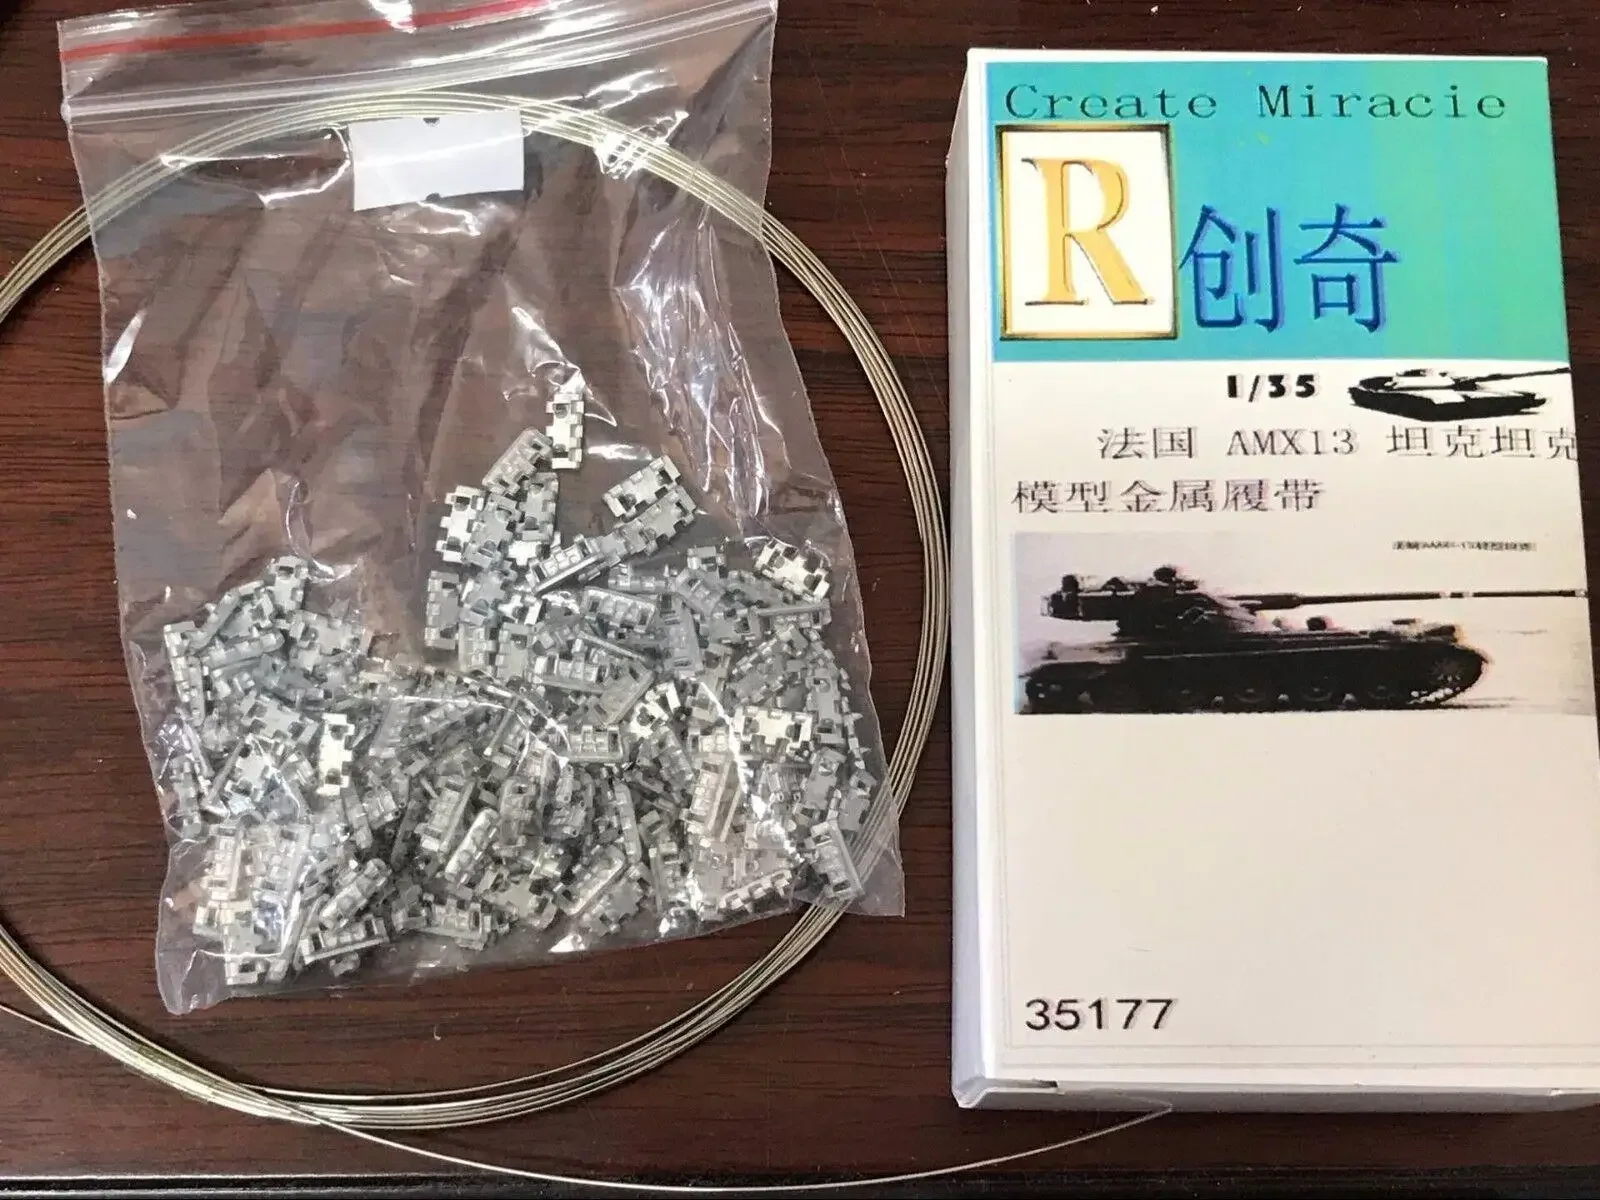 Create Miracie
R
创奇
1/35
法国 AMX13 坦克坦克
模型金属履带
35177